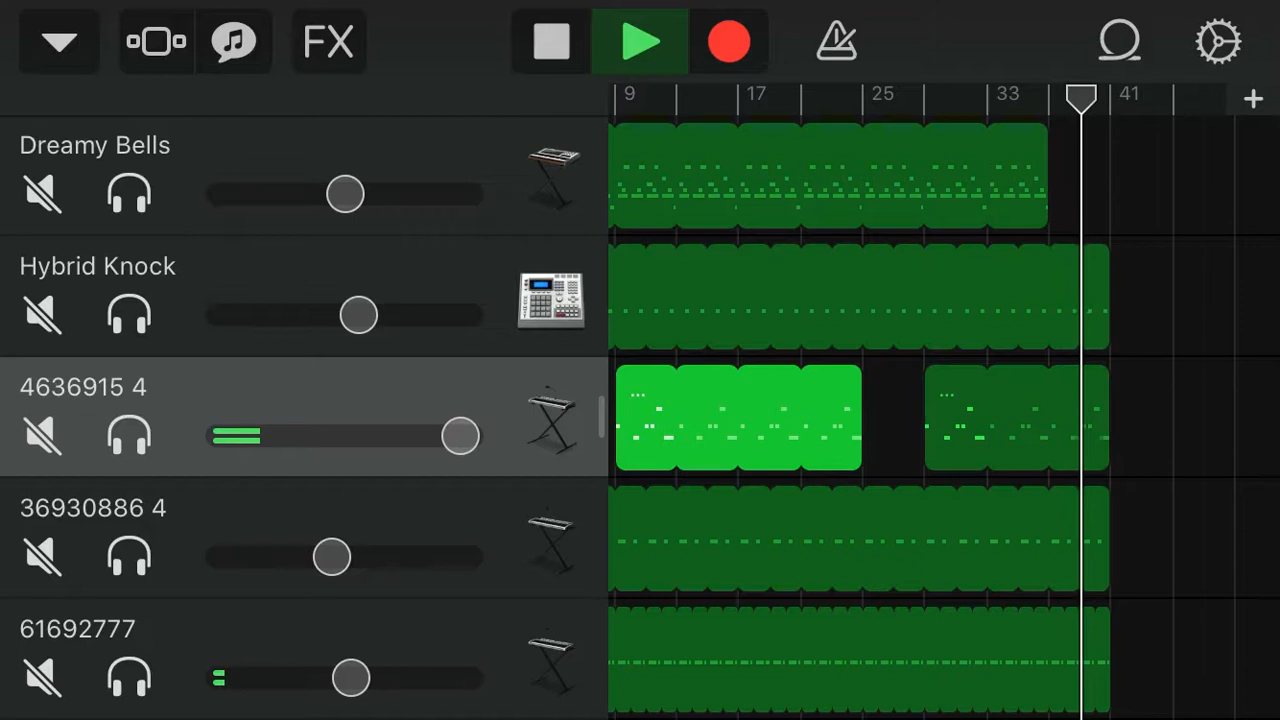 FX
9 17 25 33 41
Dreamy Bells
Hybrid Knock
4636915 4
36930886 4
61692777